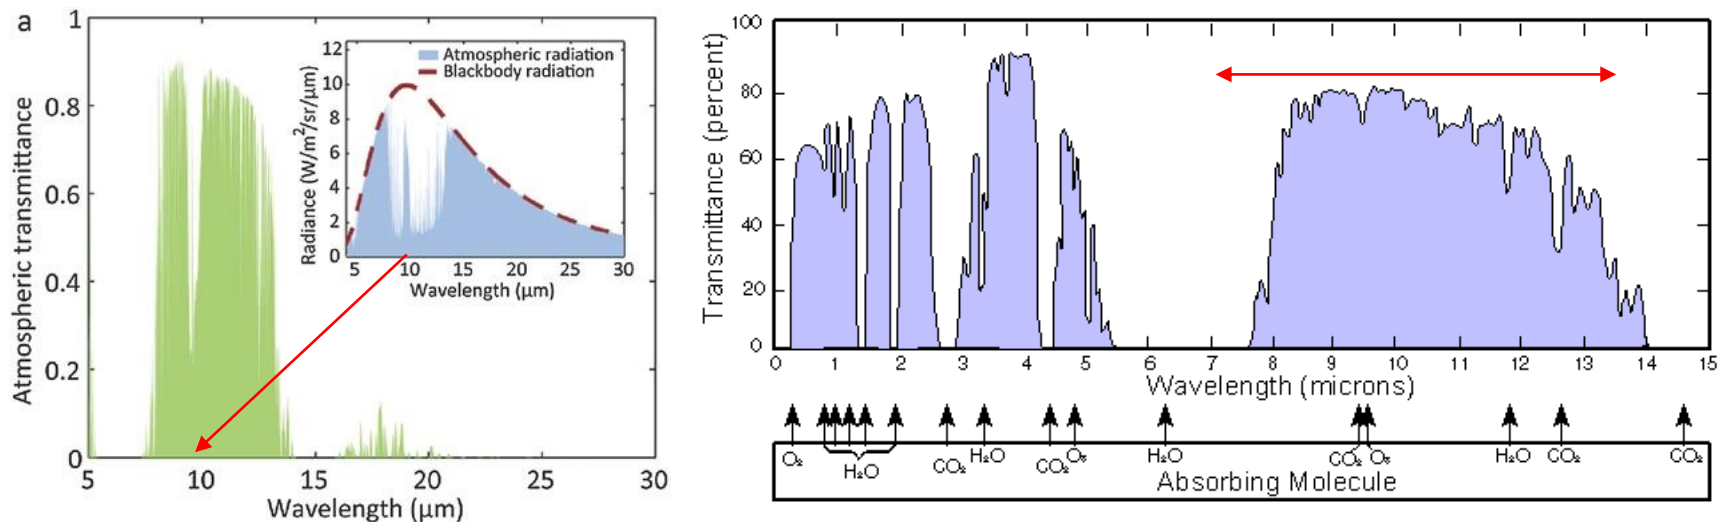 a
1
0.8
0.6
0.4
0.2
0
5
10
15
20
25
30
Atmospheric transmittance
Wavelength (μm)
12
10
8
6
4
2
0
5
10
15
20
25
30
Radiance (W/m²/sr/μm)
Atmospheric radiation
Blackbody radiation
Wavelength (μm)
100
80
60
40
20
0
Transmittance (percent)
0 1 2 3 4 5 6 7 8 9 10 11 12 13 14 15
Wavelength (microns)
O₂
H₂O
CO₂
H₂O
CO₂
O₃
H₂O
CO₂
O₃
H₂O
CO₂
CO₂
Absorbing Molecule